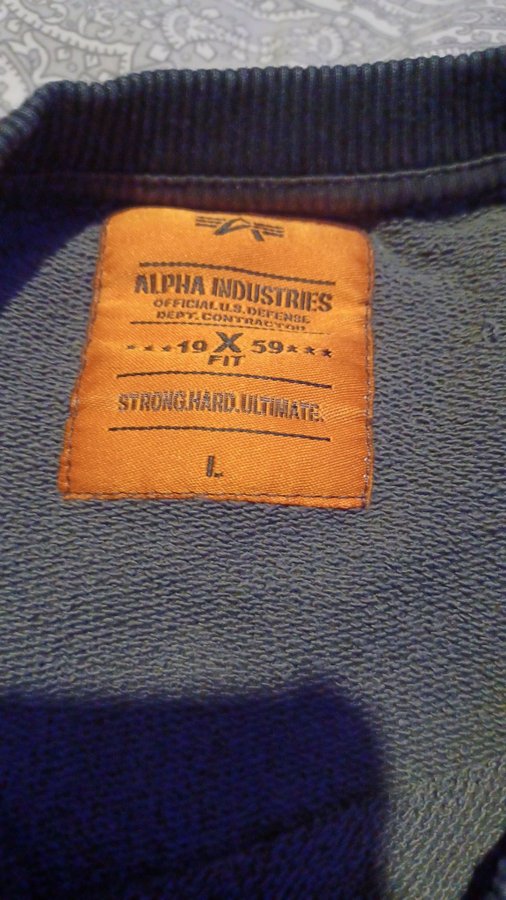 ALPHA INDUSTRIES
OFFICIAL U.S. DEFENSE
DEPT. CONTRACTOR
★★★19 X 59★★★
FIT
STRONG.HARD.ULTIMATE.
L